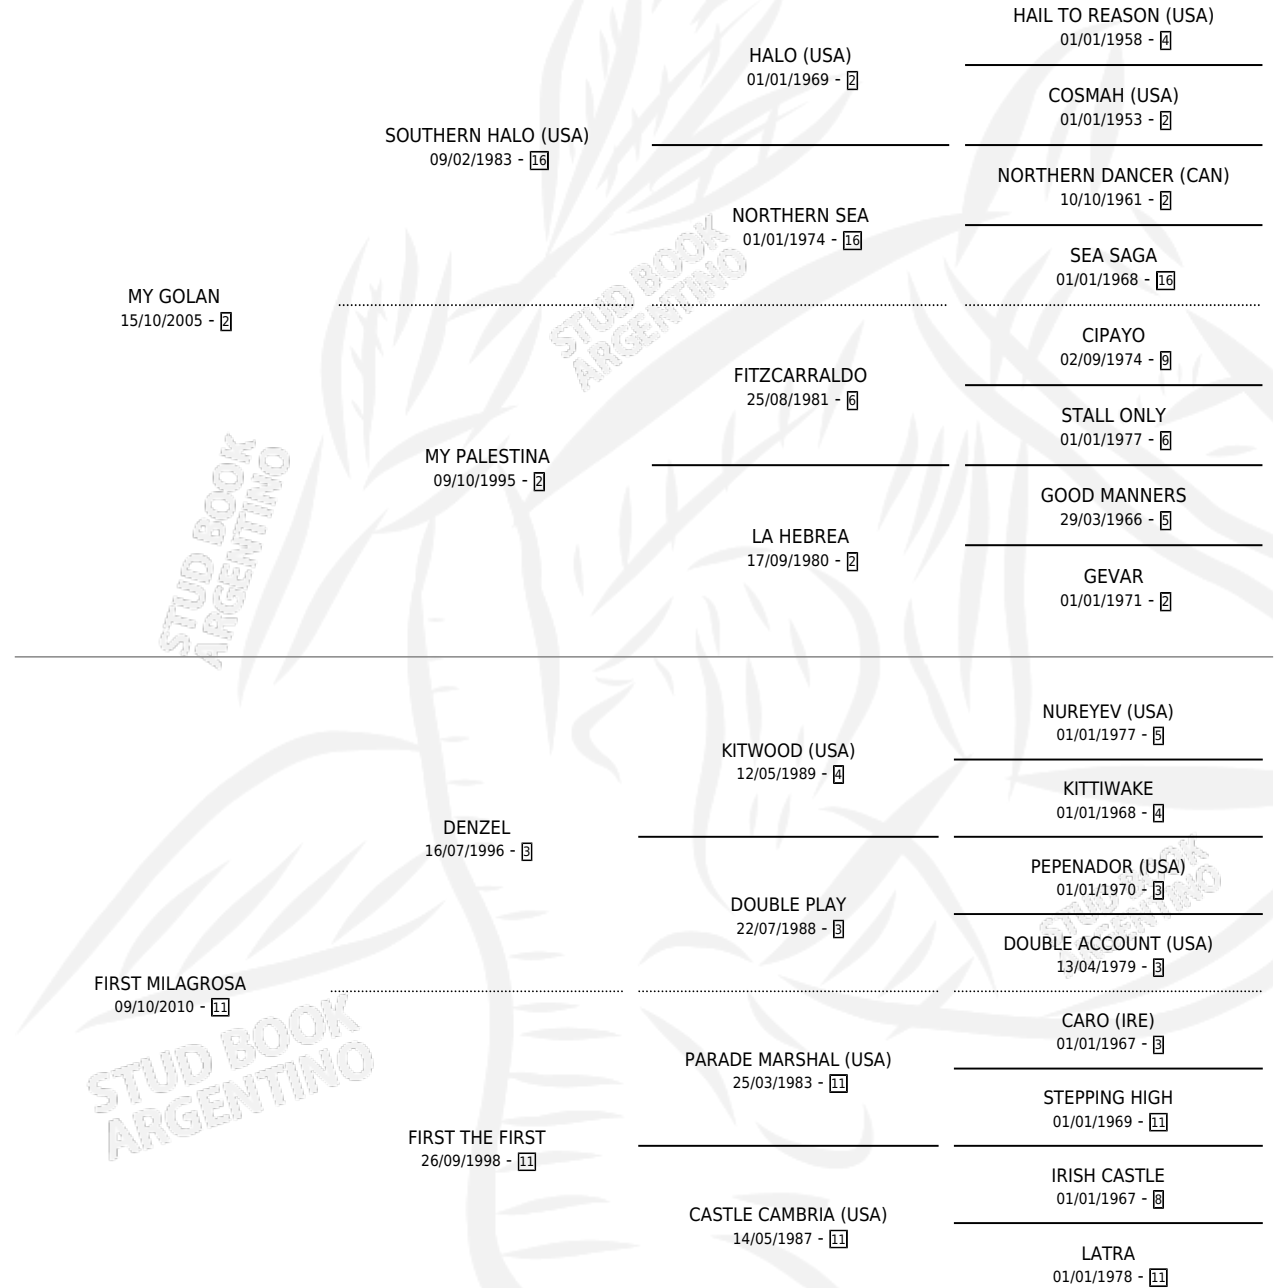 HAIL TO REASON (USA)
01/01/1958 - 4
HALO (USA)
01/01/1969 - 2
COSMAH (USA)
01/01/1953 - 2
SOUTHERN HALO (USA)
09/02/1983 - 16
NORTHERN DANCER (CAN)
10/10/1961 - 2
NORTHERN SEA
01/01/1974 - 16
SEA SAGA
01/01/1968 - 16
MY GOLAN
15/10/2005 - 2
STUD BOOK
ARGENTINO
CIPAYO
02/09/1974 - 9
FITZCARRALDO
25/08/1981 - 6
STALL ONLY
01/01/1977 - 6
MY PALESTINA
09/10/1995 - 2
GOOD MANNERS
29/03/1966 - 5
LA HEBREA
17/09/1980 - 2
GEVAR
01/01/1971 - 2
STUD BOOK
ARGENTINO
NUREYEV (USA)
01/01/1977 - 5
KITWOOD (USA)
12/05/1989 - 4
KITTIWAKE
01/01/1968 - 4
DENZEL
16/07/1996 - 3
PEPENADOR (USA)
01/01/1970 - 3
DOUBLE PLAY
22/07/1988 - 3
DOUBLE ACCOUNT (USA)
13/04/1979 - 3
STUD BOOK
ARGENTINO
FIRST MILAGROSA
09/10/2010 - 11
CARO (IRE)
01/01/1967 - 3
PARADE MARSHAL (USA)
25/03/1983 - 11
STEPPING HIGH
01/01/1969 - 11
STUD BOOK
ARGENTINO
FIRST THE FIRST
26/09/1998 - 11
IRISH CASTLE
01/01/1967 - 8
CASTLE CAMBRIA (USA)
14/05/1987 - 11
LATRA
01/01/1978 - 11